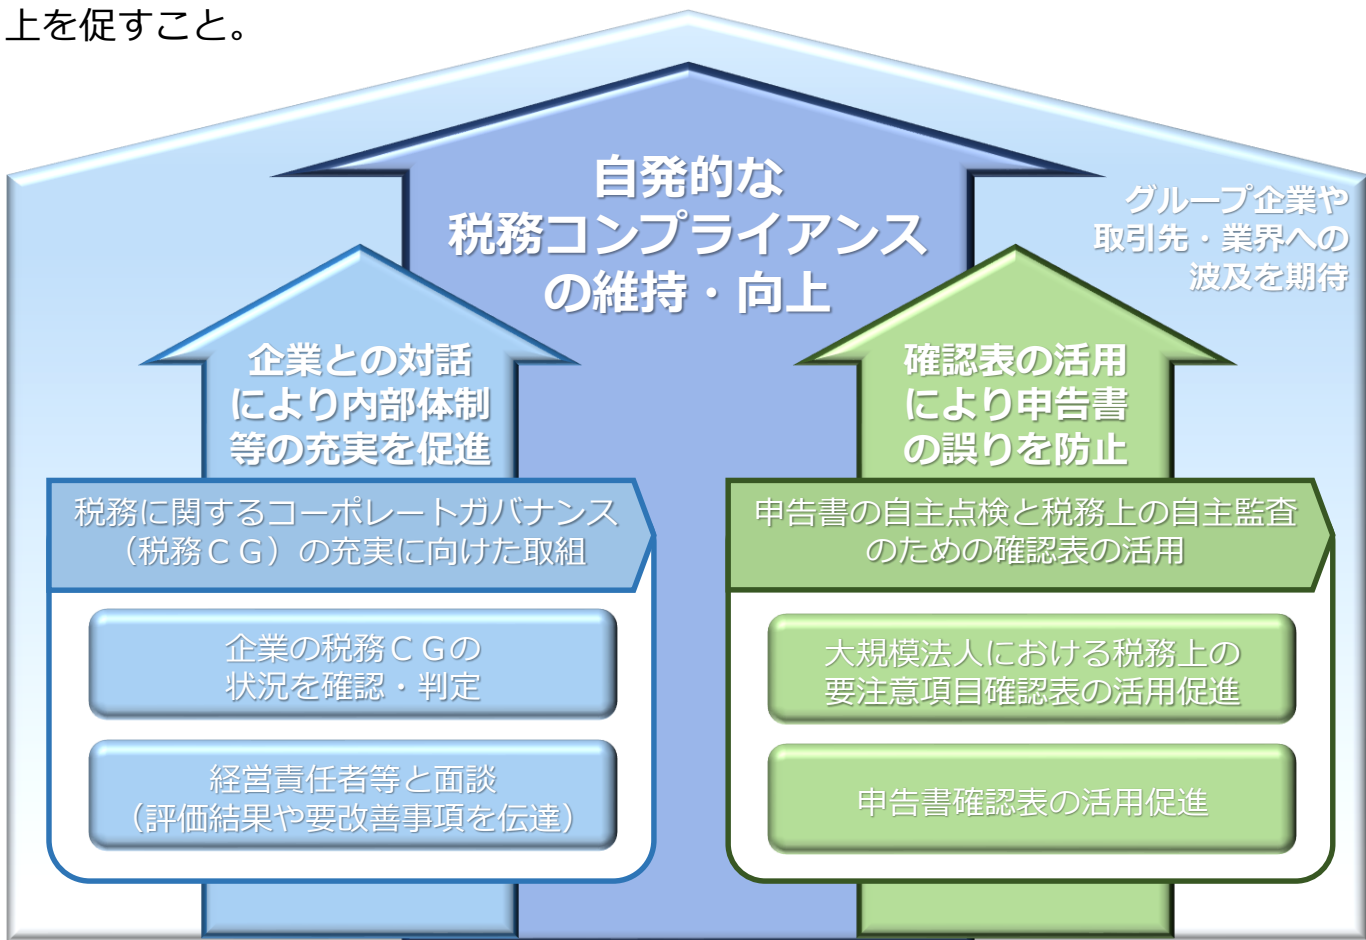 上を促すこと。
自発的な
税務コンプライアンス
の維持・向上
グループ企業や
取引先・業界への
波及を期待
企業との対話
により内部体制
等の充実を促進
税務に関するコーポレートガバナンス
（税務ＣＧ）の充実に向けた取組
企業の税務ＣＧの
状況を確認・判定
経営責任者等と面談
（評価結果や要改善事項を伝達）
確認表の活用
により申告書
の誤りを防止
申告書の自主点検と税務上の自主監査
のための確認表の活用
大規模法人における税務上の
要注意項目確認表の活用促進
申告書確認表の活用促進